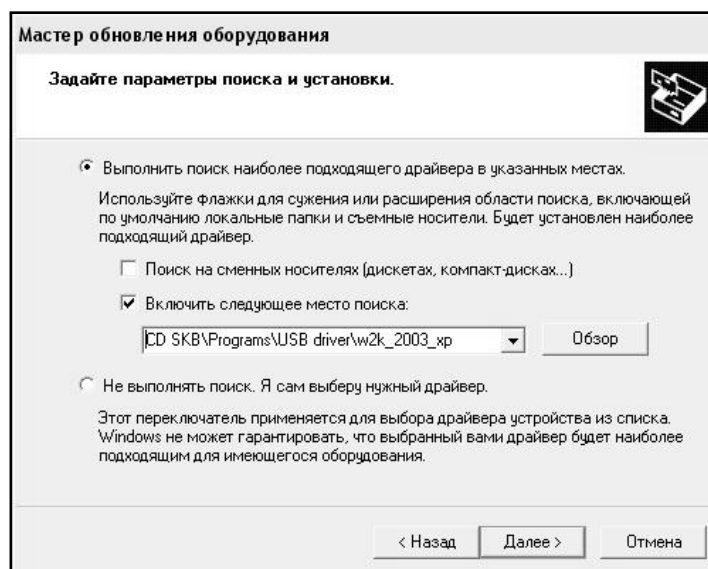 Мастер обновления оборудования
Задайте параметры поиска и установки.
Выполнить поиск наиболее подходящего драйвера в указанных местах.
Используйте флажки для сужения или расширения области поиска, включающей
по умолчанию локальные папки и съемные носители. Будет установлен наиболее
подходящий драйвер.
Поиск на сменных носителях (дискетах, компакт-дисках...)
Включить следующее место поиска:
CD SKB\Programs\USB driver\w2k_2003_xp
Обзор
Не выполнять поиск. Я сам выберу нужный драйвер.
Этот переключатель применяется для выбора драйвера устройства из списка.
Windows не может гарантировать, что выбранный вами драйвер будет наиболее
подходящим для имеющегося оборудования.
< Назад Далее > Отмена